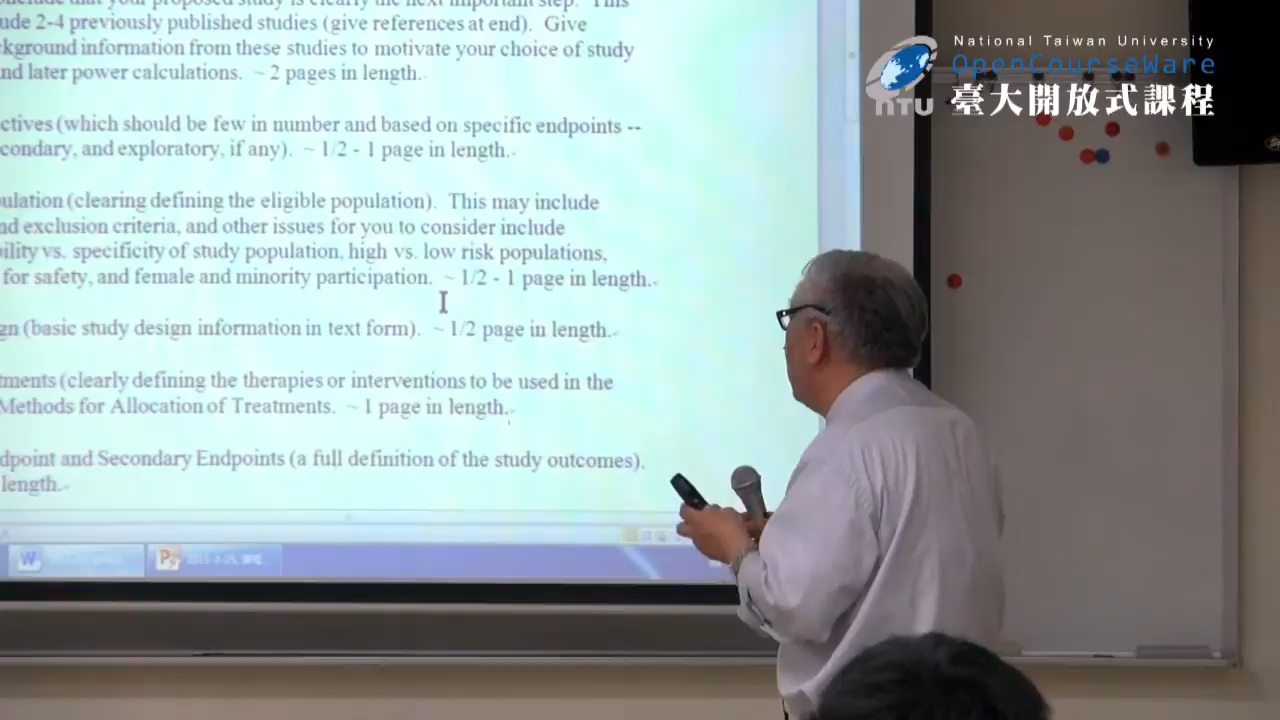 National Taiwan University
OpenCourseWare
NTU 臺大開放式課程
include that your proposed study is clearly the next important step. This
ude 2-4 previously published studies (give references at end). Give
ckground information from these studies to motivate your choice of study
nd later power calculations. ~ 2 pages in length.
ctives (which should be few in number and based on specific endpoints --
condary, and exploratory, if any). ~ 1/2 - 1 page in length.
ulation (clearing defining the eligible population). This may include
nd exclusion criteria, and other issues for you to consider include
bility vs. specificity of study population, high vs. low risk populations,
for safety, and female and minority participation. ~ 1/2 - 1 page in length.
gn (basic study design information in text form). ~ 1/2 page in length.
tments (clearly defining the therapies or interventions to be used in the
Methods for Allocation of Treatments. ~ 1 page in length.
dpoint and Secondary Endpoints (a full definition of the study outcomes).
length.